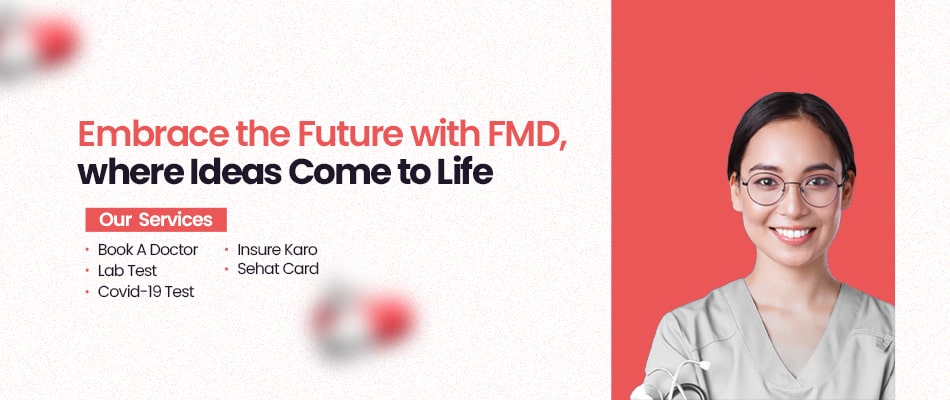 Embrace the Future with FMD,
where Ideas Come to Life
Our Services
Book A Doctor
Lab Test
Covid-19 Test
Insure Karo
Sehat Card